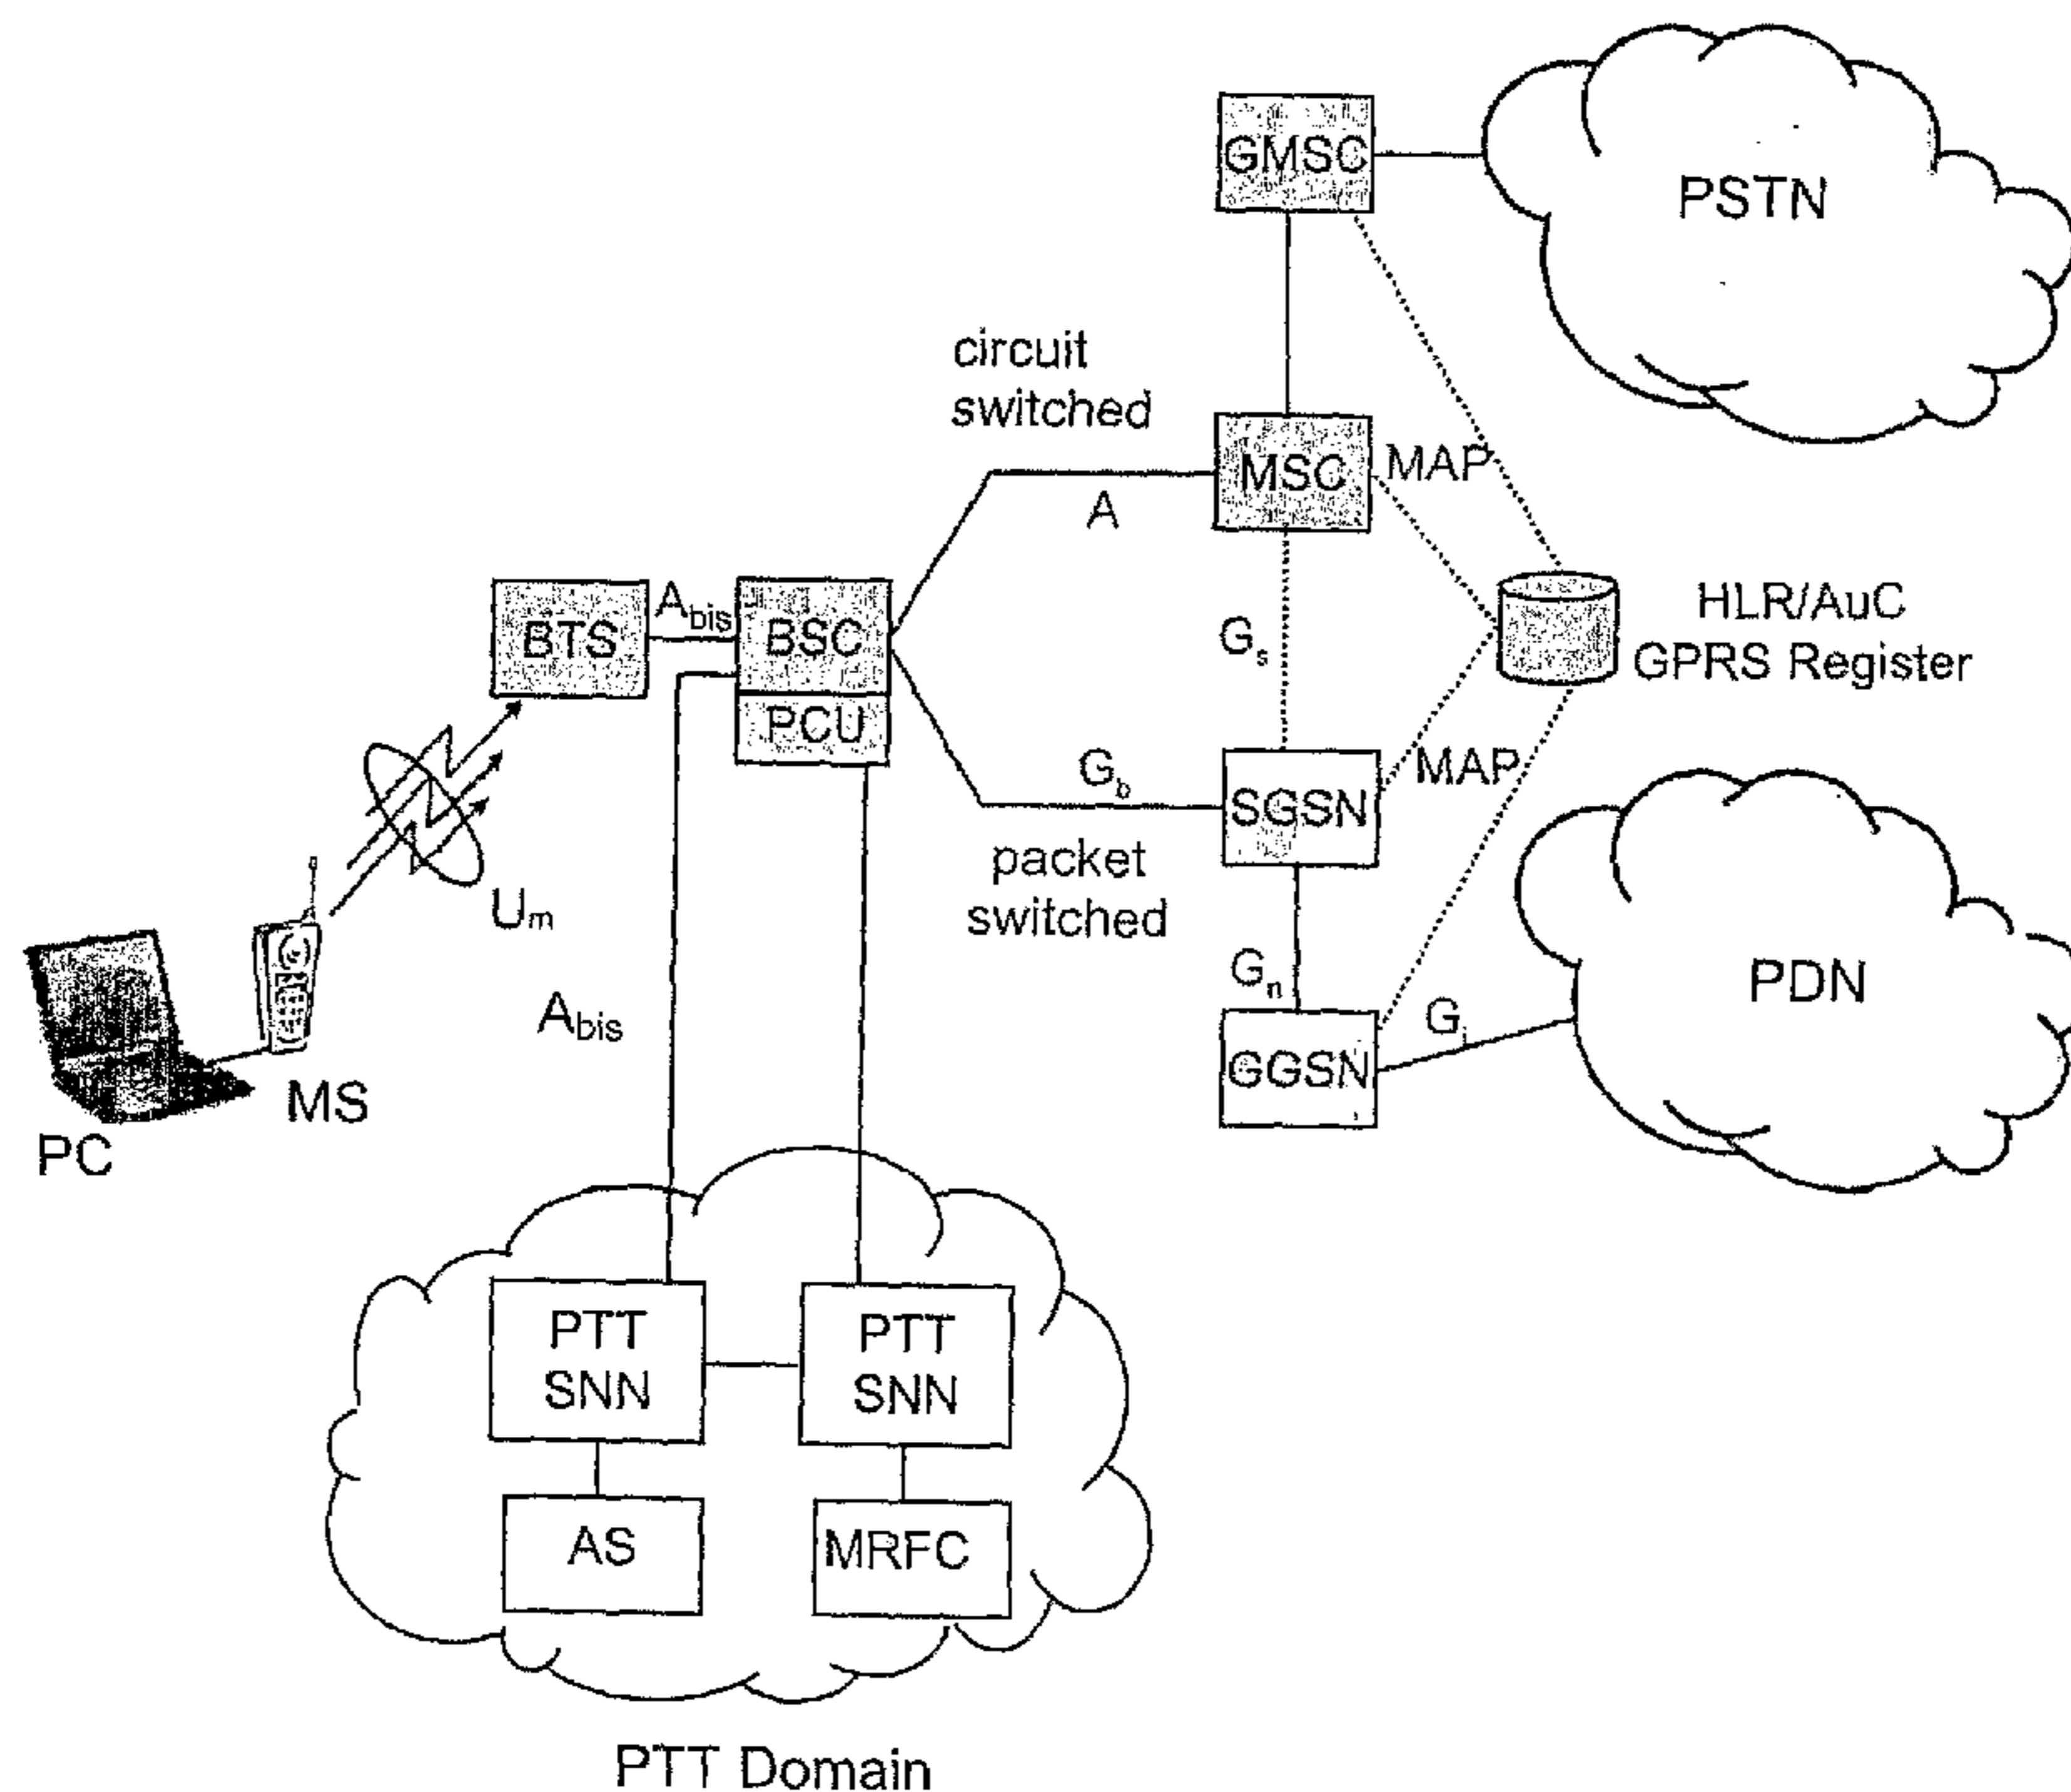 GMSC
PSTN
circuit
switched
MSC
MAP
A
BTS
Abis
BSC
PCU
Gs
HLR/AuC
GPRS Register
Gb
SGSN
MAP
packet
switched
Um
Gn
PDN
Abis
GGSN
Gi
MS
PC
PTT
SNN
PTT
SNN
AS
MRFC
PTT Domain